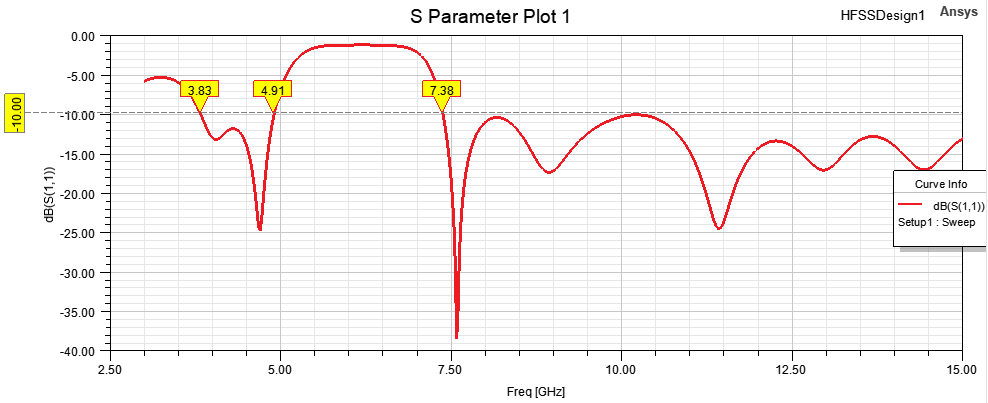 S Parameter Plot 1
HFSSDesign1
Ansys
0.00
-5.00
-10.00
-15.00
-20.00
-25.00
-30.00
-35.00
-40.00
-10.00
dB(S(1,1))
3.83
4.91
7.38
Curve Info
dB(S(1,1))
Setup1 : Sweep
2.50 5.00 7.50 10.00 12.50 15.00
Freq [GHz]